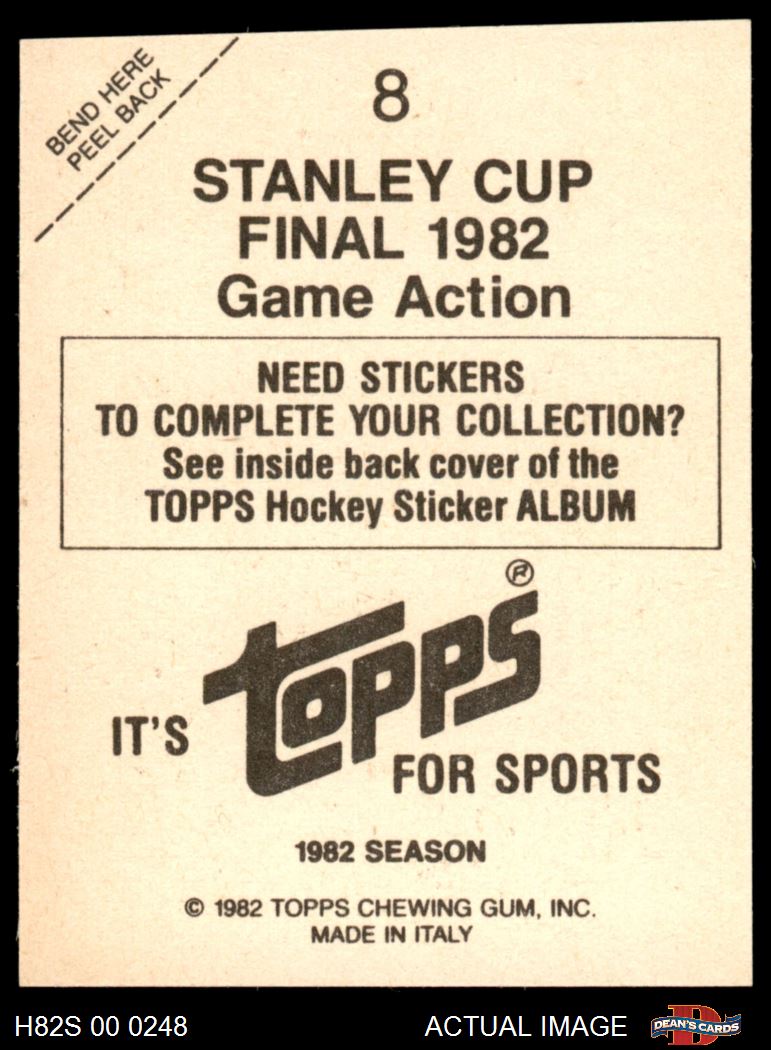 BEND HERE
PEEL BACK
8
STANLEY CUP
FINAL 1982
Game Action
NEED STICKERS
TO COMPLETE YOUR COLLECTION?
See inside back cover of the
TOPPS Hockey Sticker ALBUM
®
IT'S topps
FOR SPORTS
1982 SEASON
© 1982 TOPPS CHEWING GUM, INC.
MADE IN ITALY
H82S 00 0248 ACTUAL IMAGE D DEAN'S CARDS